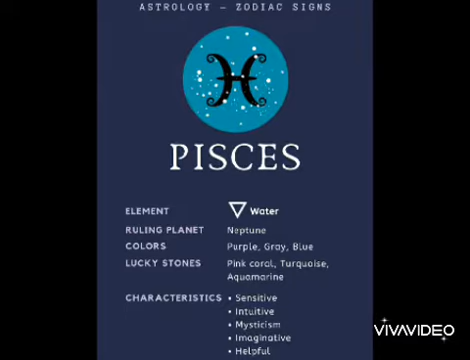 ASTROLOGY – ZODIAC SIGNS
PISCES
ELEMENT Water
RULING PLANET Neptune
COLORS Purple, Gray, Blue
LUCKY STONES Pink coral, Turquoise,
Aquamarine
CHARACTERISTICS • Sensitive
• Intuitive
• Mysticism
• Imaginative
• Helpful
VIVAVIDEO